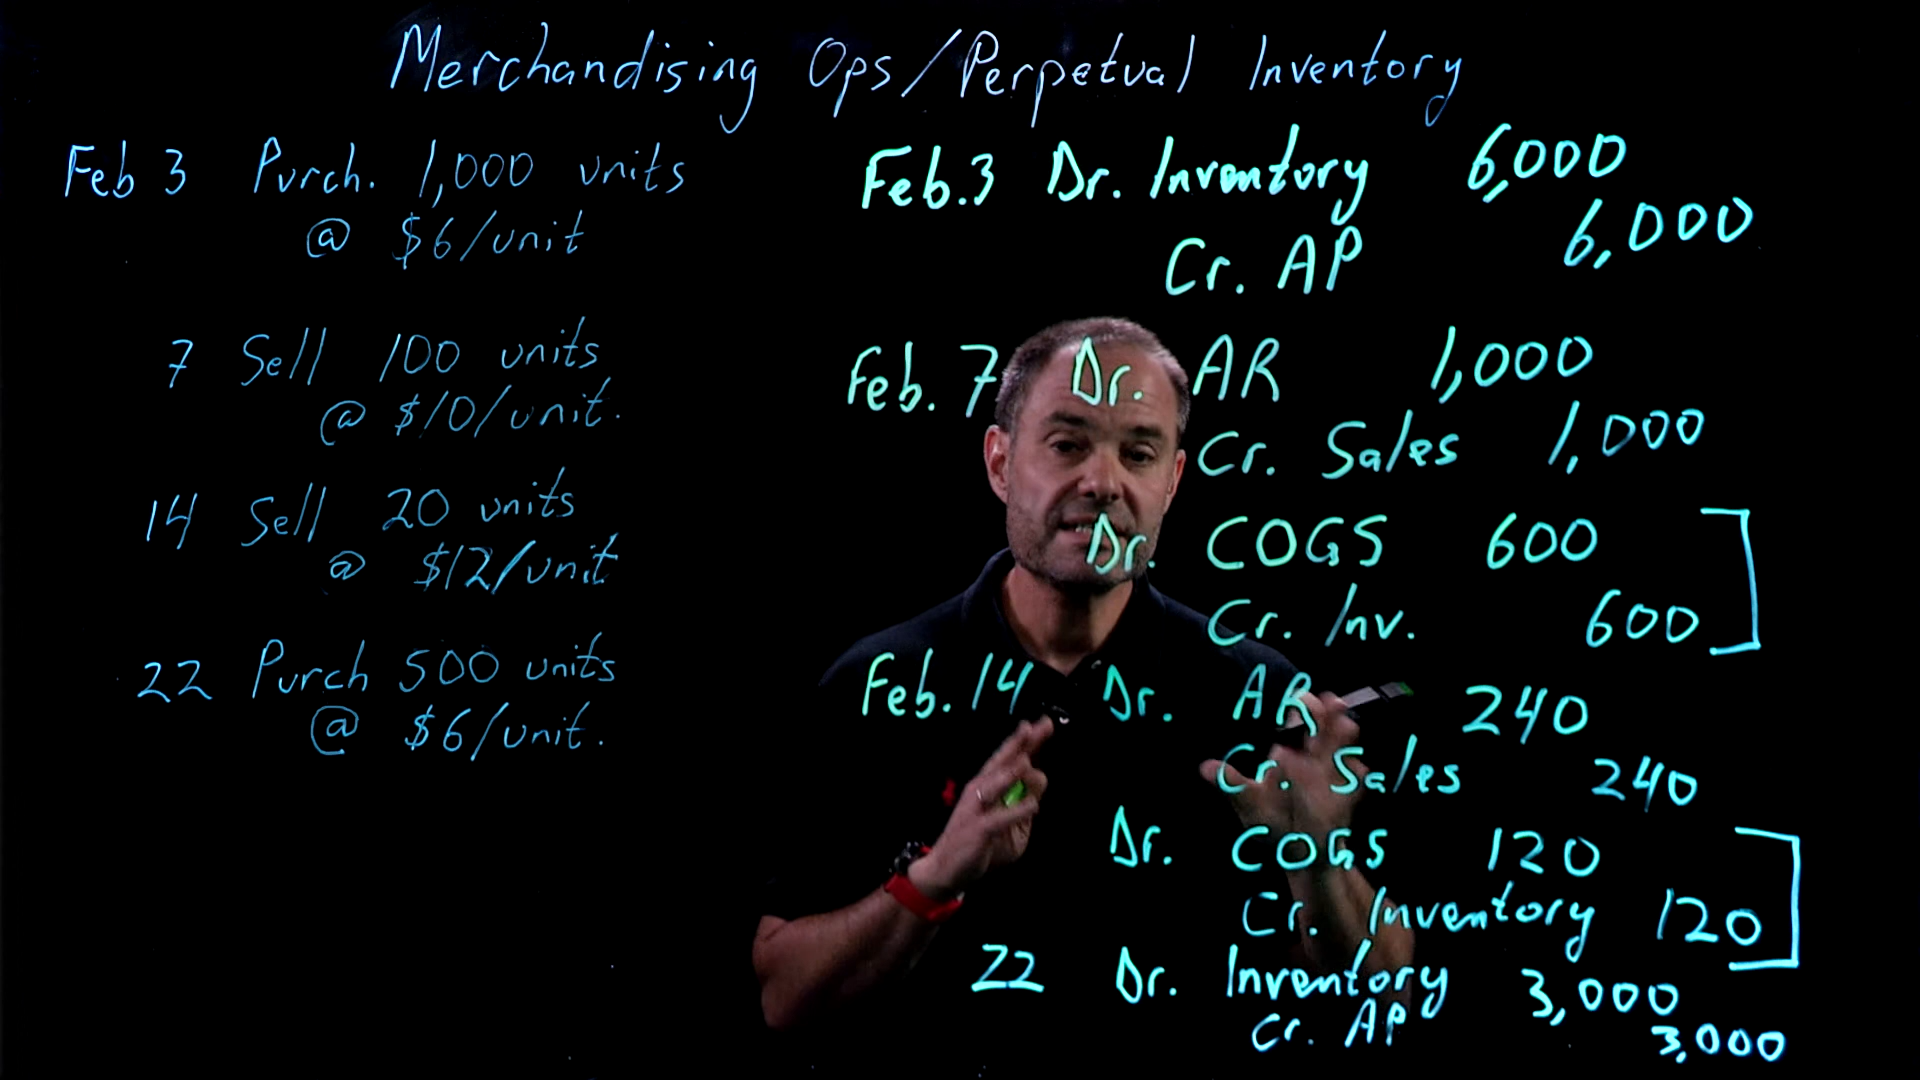 Merchandising Ops/Perpetual Inventory
Feb 3 Purch. 1,000 units
@ $6/unit
7 Sell 100 units
@ $10/unit.
14 Sell 20 units
@ $12/unit
22 Purch 500 units
@ $6/unit.
Feb.3 Dr. Inventory 6,000
Cr. AP 6,000
Feb. 7 Dr. AR 1,000
Cr. Sales 1,000
Dr. COGS 600
Cr. Inv. 600
Feb. 14 Dr. AR 240
Cr. Sales 240
Dr. COGS 120
Cr. Inventory 120
22 Dr. Inventory 3,000
Cr. AP 3,000